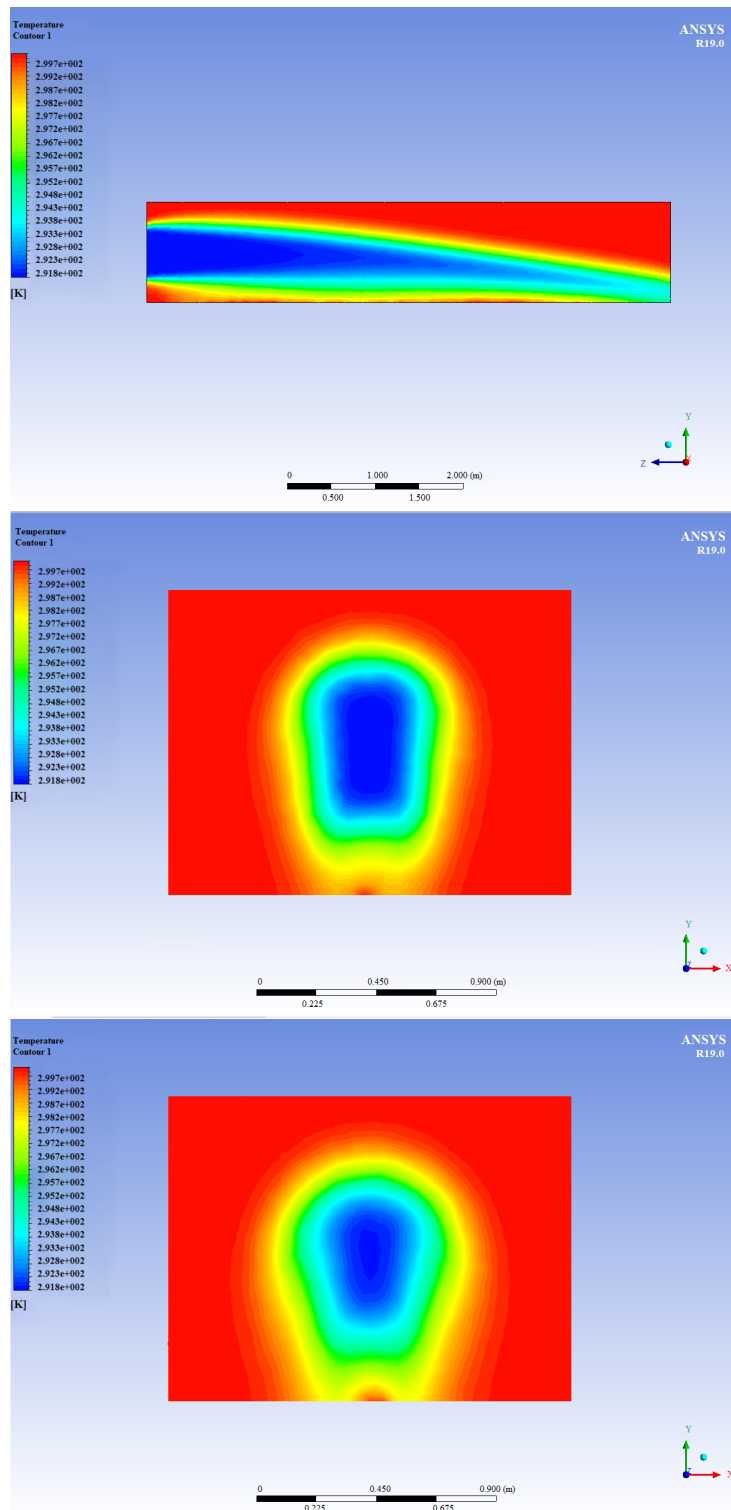 Temperature
Contour 1
ANSYS
R19.0
2.997e+002
2.992e+002
2.987e+002
2.982e+002
2.977e+002
2.972e+002
2.967e+002
2.962e+002
2.957e+002
2.952e+002
2.948e+002
2.943e+002
2.938e+002
2.933e+002
2.928e+002
2.923e+002
2.918e+002
[K]
Y
Z
X
0 1.000 2.000 (m)
0.500 1.500
Temperature
Contour 1
ANSYS
R19.0
2.997e+002
2.992e+002
2.987e+002
2.982e+002
2.977e+002
2.972e+002
2.967e+002
2.962e+002
2.957e+002
2.952e+002
2.948e+002
2.943e+002
2.938e+002
2.933e+002
2.928e+002
2.923e+002
2.918e+002
[K]
Y
Z X
0 0.450 0.900 (m)
0.225 0.675
Temperature
Contour 1
ANSYS
R19.0
2.997e+002
2.992e+002
2.987e+002
2.982e+002
2.977e+002
2.972e+002
2.967e+002
2.962e+002
2.957e+002
2.952e+002
2.948e+002
2.943e+002
2.938e+002
2.933e+002
2.928e+002
2.923e+002
2.918e+002
[K]
Y
Z X
0 0.450 0.900 (m)
0.225 0.675